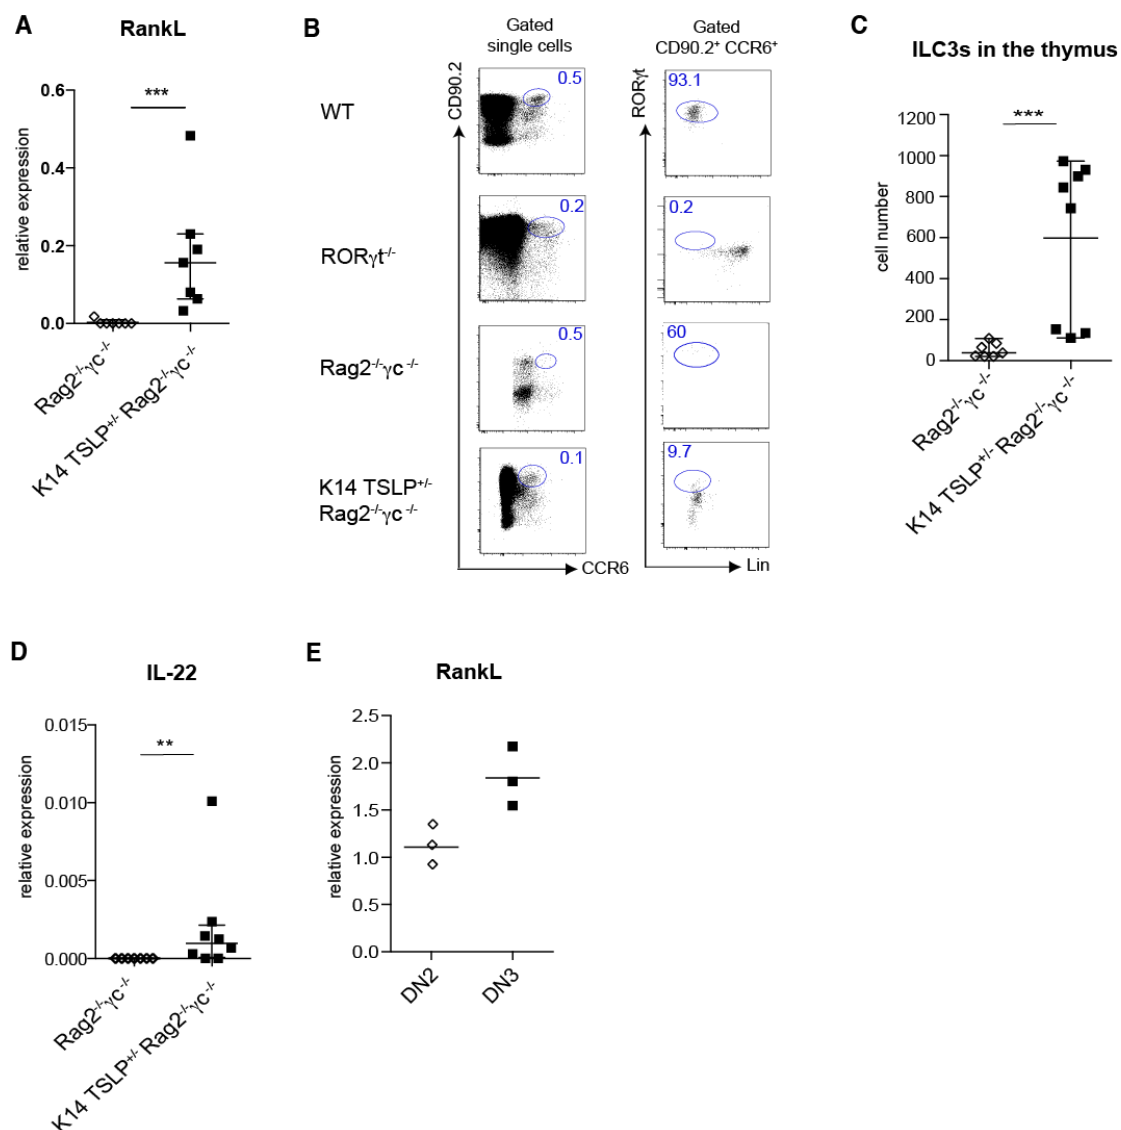 A
RankL
0.6
0.4
0.2
0.0
relative expression
***
Rag2-/-γc-/-
K14 TSLP+/- Rag2-/-γc-/-
B
Gated
single cells
Gated
CD90.2+ CCR6+
WT
RORγt-/-
Rag2-/-γc -/-
K14 TSLP+/-
Rag2-/-γc -/-
CD90.2
RORγt
0.5
93.1
0.2
0.2
0.5
60
0.1
9.7
CCR6
Lin
C
ILC3s in the thymus
1200
1000
800
600
400
200
0
cell number
***
Rag2-/-γc-/-
K14 TSLP+/- Rag2-/-γc-/-
D
IL-22
0.015
0.010
0.005
0.000
relative expression
**
Rag2-/-γc-/-
K14 TSLP+/- Rag2-/-γc-/-
E
RankL
2.5
2.0
1.5
1.0
0.5
0.0
relative expression
DN2
DN3